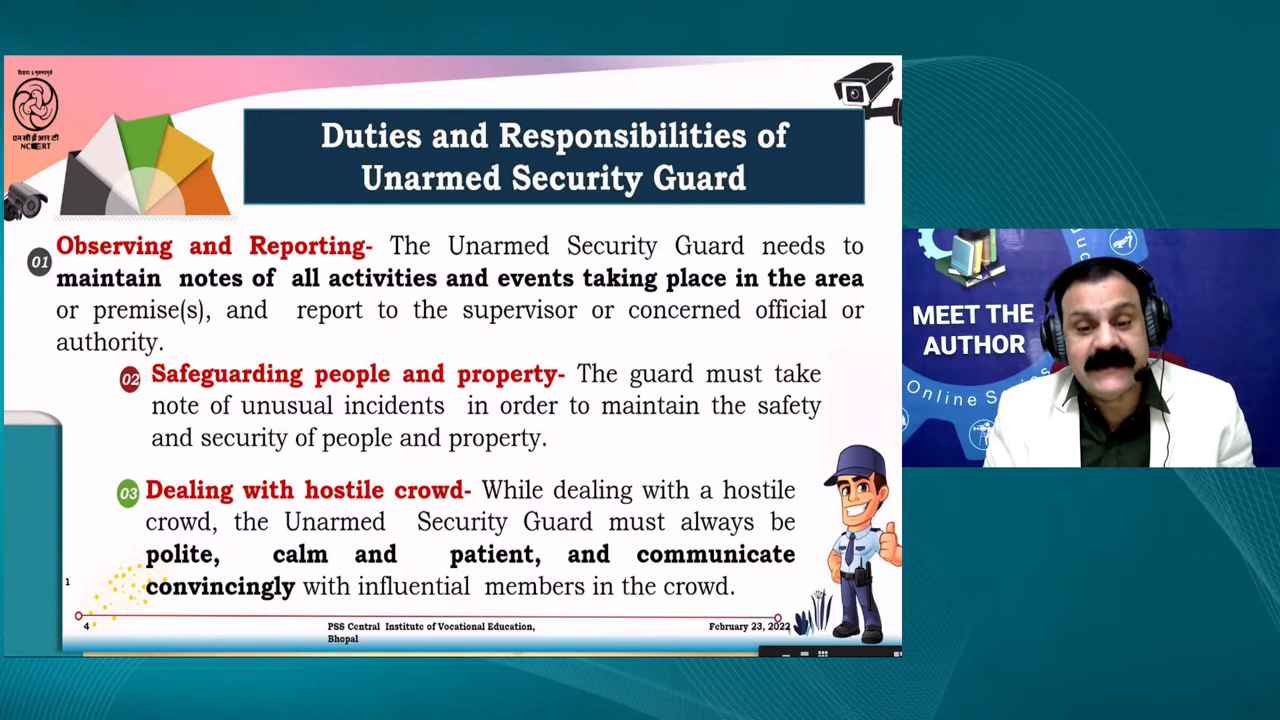 एन सी ई आर टी
NCERT
Duties and Responsibilities of
Unarmed Security Guard
01
Observing and Reporting- The Unarmed Security Guard needs to
maintain notes of all activities and events taking place in the area
or premise(s), and report to the supervisor or concerned official or
authority.
02
Safeguarding people and property- The guard must take
note of unusual incidents in order to maintain the safety
and security of people and property.
03
Dealing with hostile crowd- While dealing with a hostile
crowd, the Unarmed Security Guard must always be
polite, calm and patient, and communicate
convincingly with influential members in the crowd.
1
4
PSS Central Institute of Vocational Education,
Bhopal
February 23, 2022
MEET THE
AUTHOR
Online